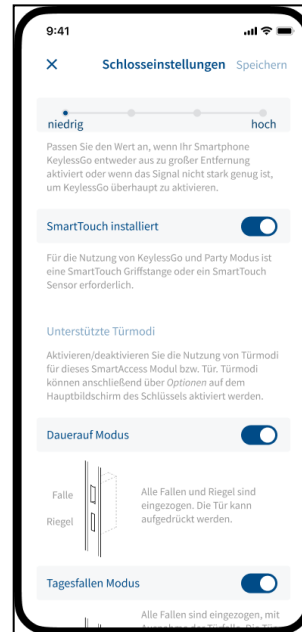 9:41
Schlosseinstellungen Speichern
niedrig hoch
Passen Sie den Wert an, wenn Ihr Smartphone
KeylessGo entweder aus zu großer Entfernung
aktiviert oder wenn das Signal nicht stark genug ist,
um KeylessGo überhaupt zu aktivieren.
SmartTouch installiert
Für die Nutzung von KeylessGo und Party Modus ist
eine SmartTouch Griffstange oder ein SmartTouch
Sensor erforderlich.
Unterstützte Türmodi
Aktivieren/deaktivieren Sie die Nutzung von Türmodi
für dieses SmartAccess Modul bzw. Tür. Türmodi
können anschließend über Optionen auf dem
Hauptbildschirm des Schlüssels aktiviert werden.
Dauerauf Modus
Falle
Riegel
Alle Fallen und Riegel sind
eingezogen. Die Tür kann
aufgedrückt werden.
Tagesfallen Modus
Alle Fallen sind eingezogen, mit